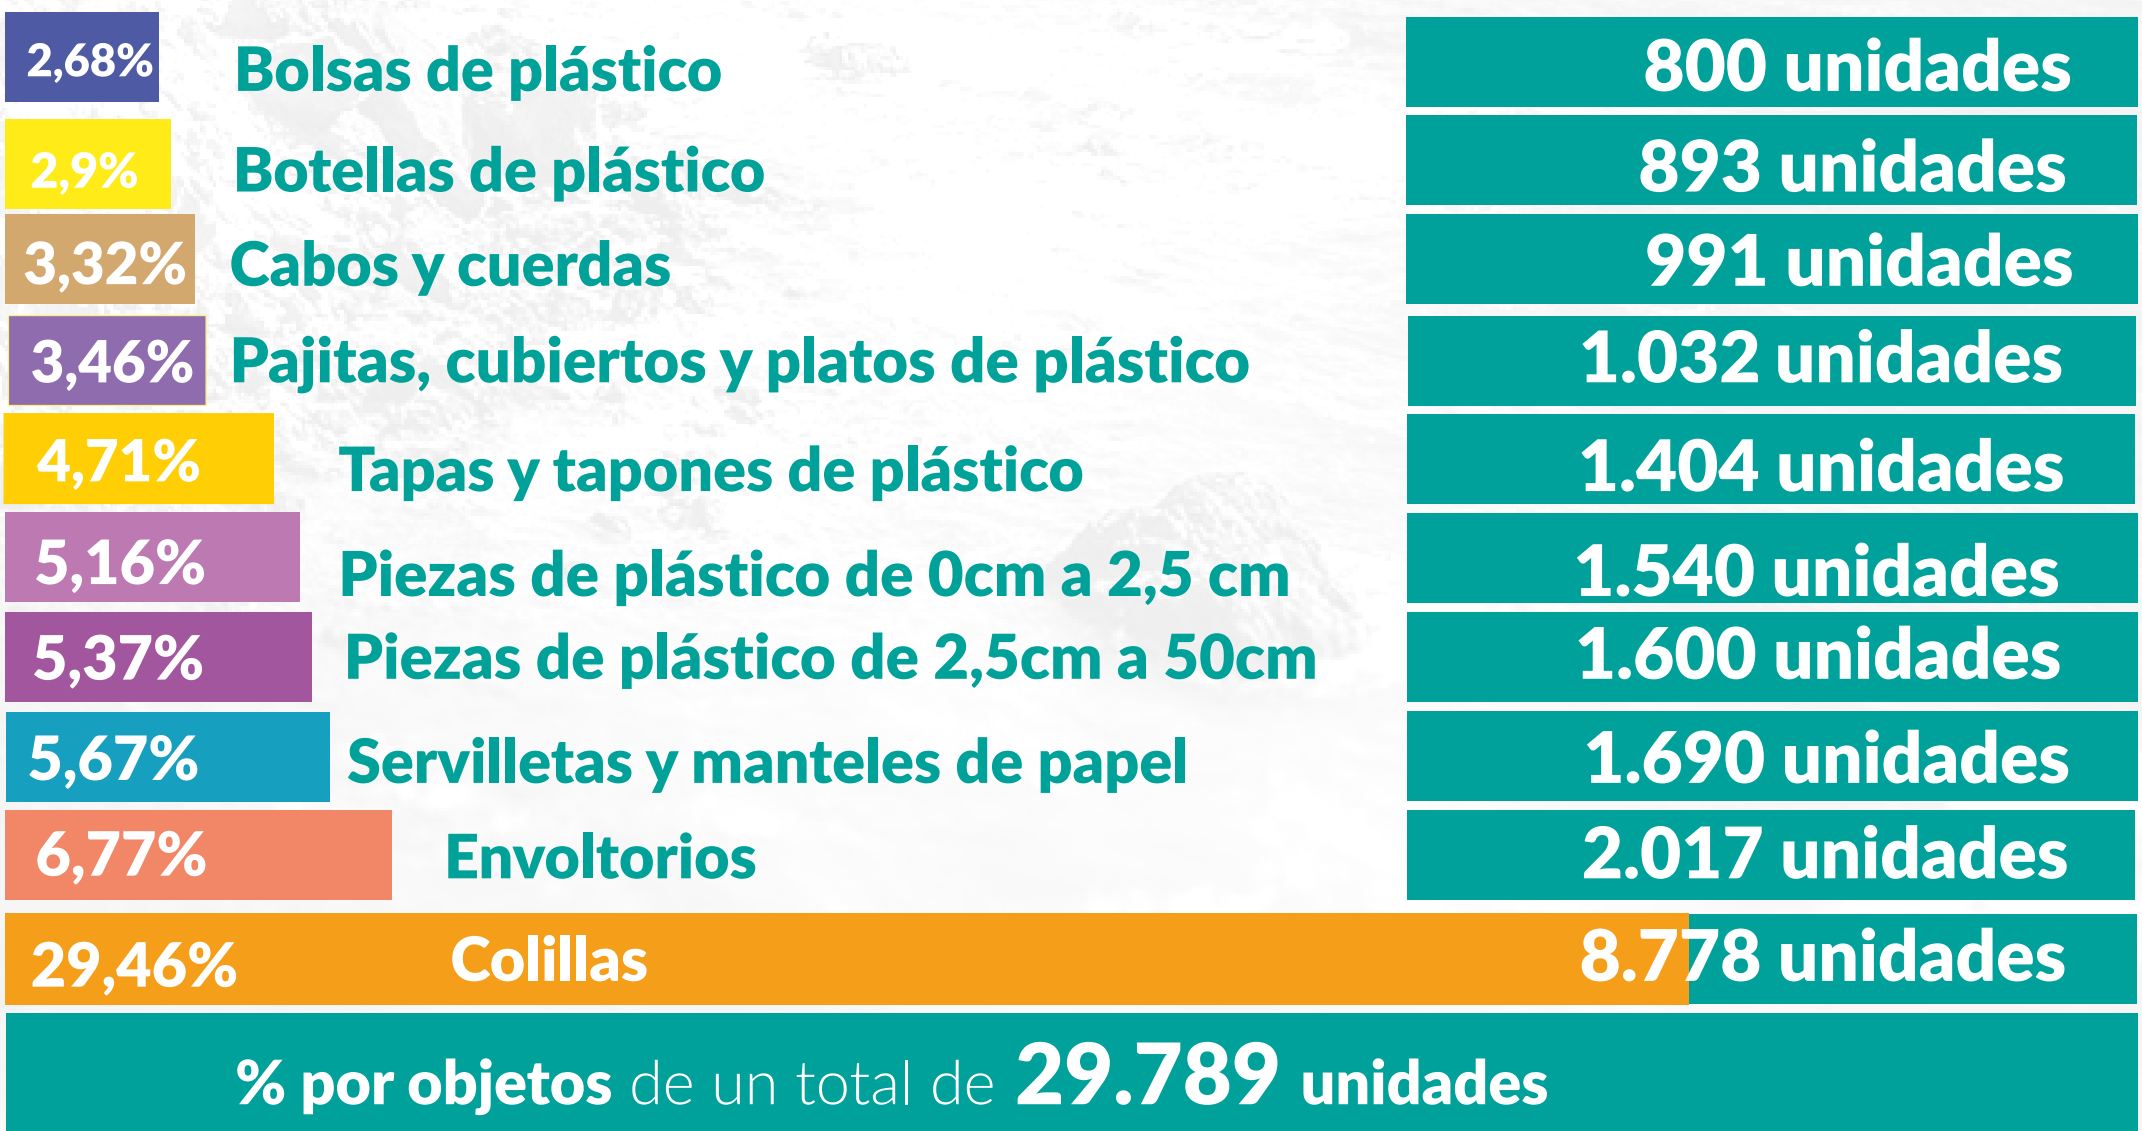 2,68% Bolsas de plástico 800 unidades
2,9% Botellas de plástico 893 unidades
3,32% Cabos y cuerdas 991 unidades
3,46% Pajitas, cubiertos y platos de plástico 1.032 unidades
4,71% Tapas y tapones de plástico 1.404 unidades
5,16% Piezas de plástico de 0cm a 2,5 cm 1.540 unidades
5,37% Piezas de plástico de 2,5cm a 50cm 1.600 unidades
5,67% Servilletas y manteles de papel 1.690 unidades
6,77% Envoltorios 2.017 unidades
29,46% Colillas 8.778 unidades
% por objetos de un total de 29.789 unidades